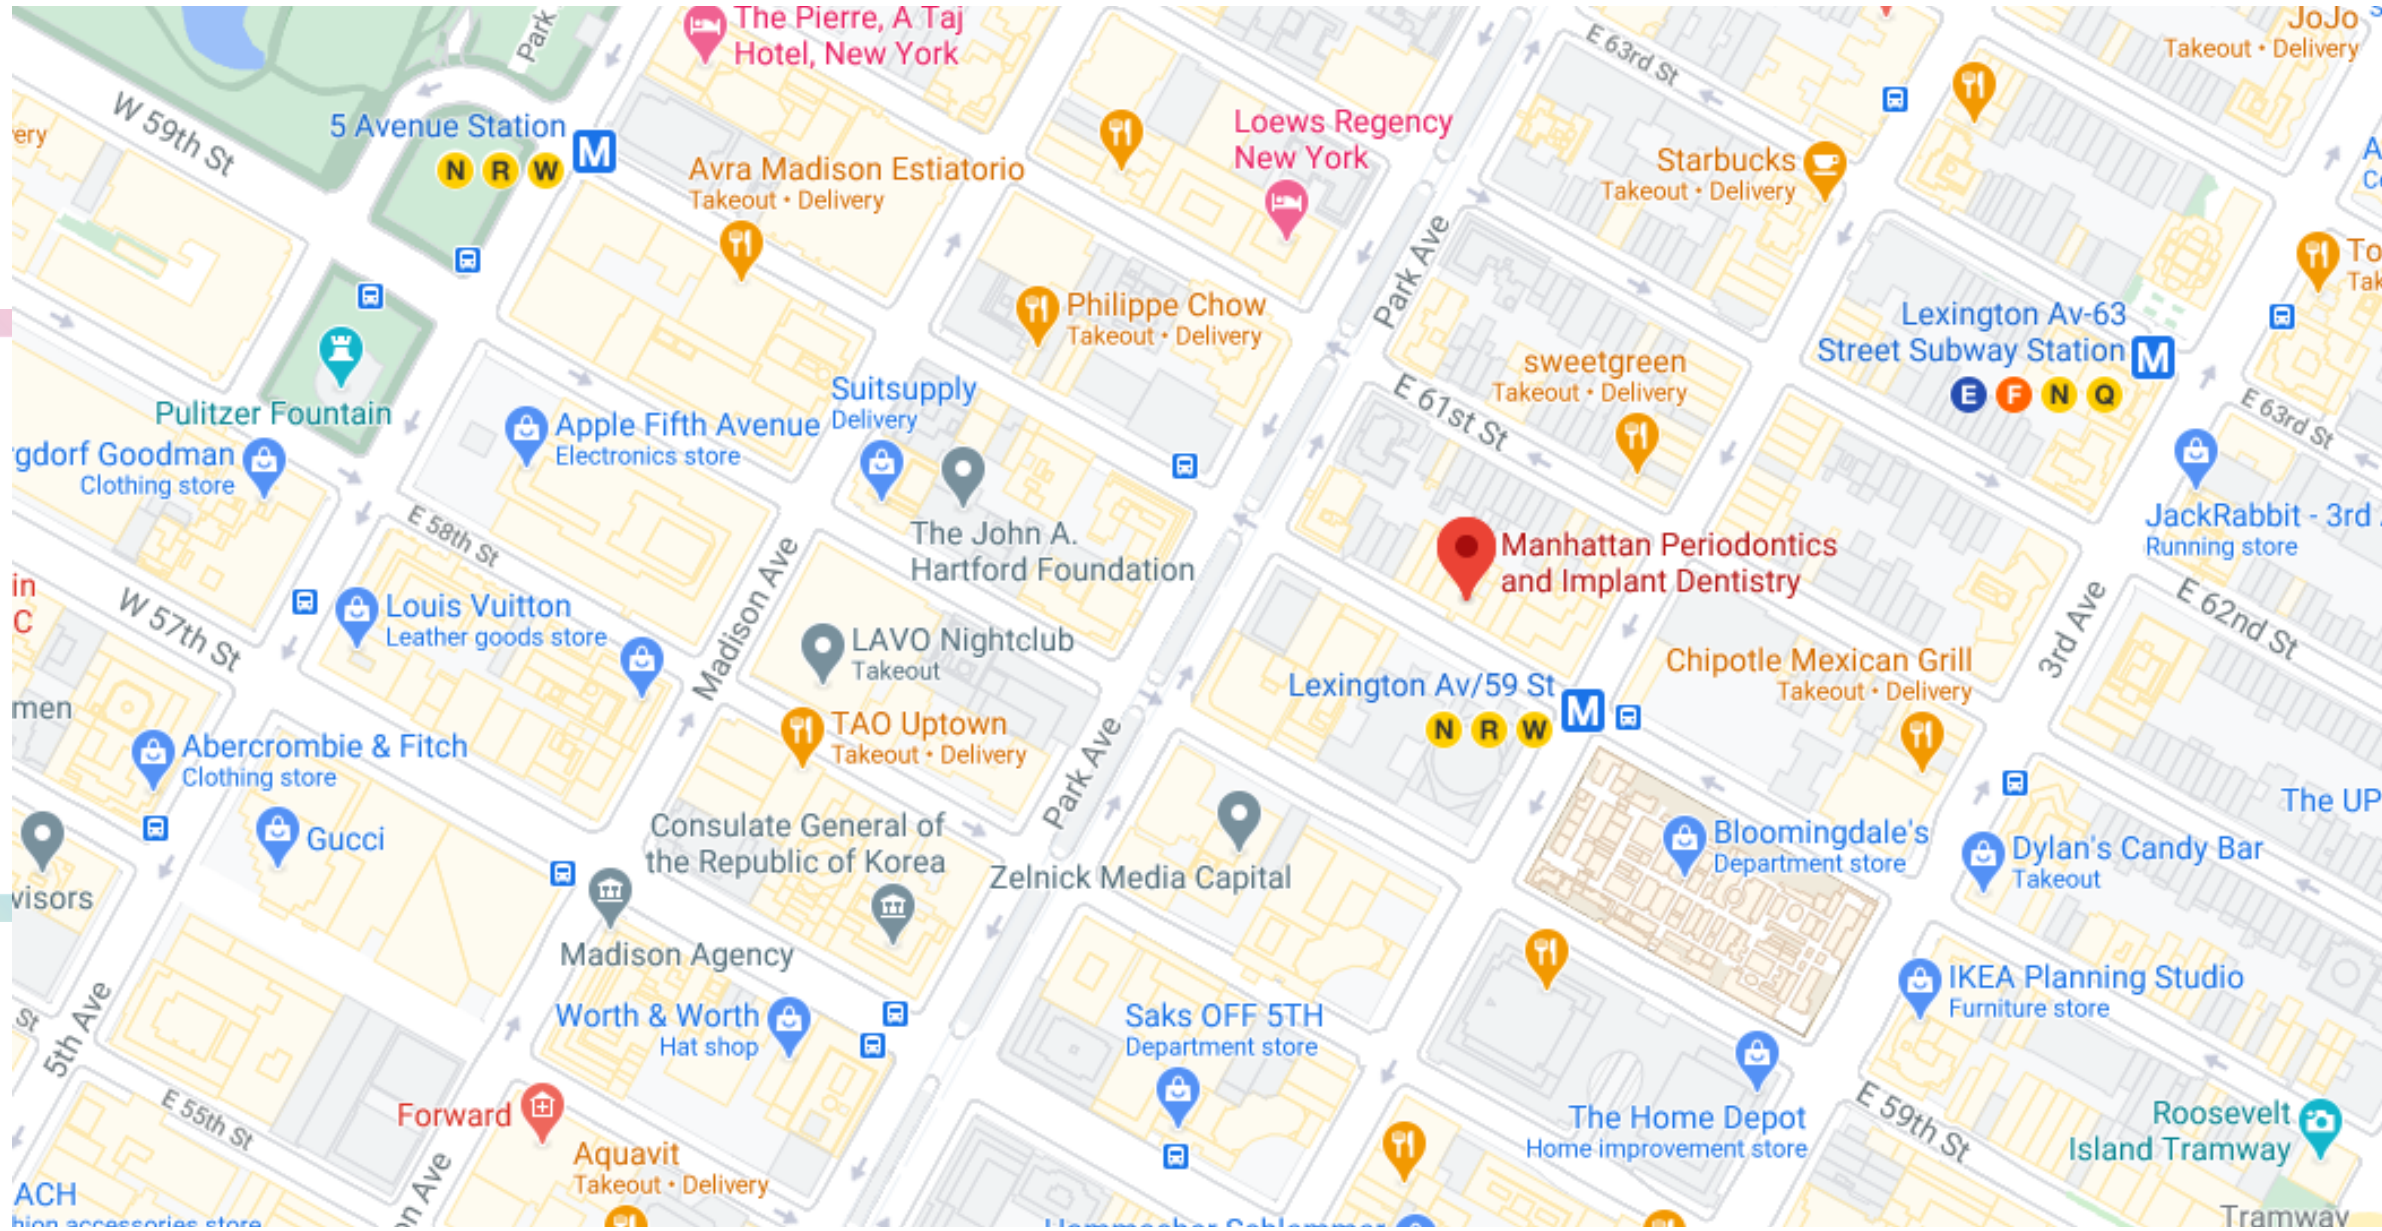 The Pierre, A Taj
Hotel, New York
Park
E 63rd St
JoJo
Takeout • Delivery
W 59th St
5 Avenue Station
N R W
M
Loews Regency
New York
Avra Madison Estiatorio
Takeout • Delivery
Starbucks
Takeout • Delivery
Park Ave
Philippe Chow
Takeout • Delivery
Lexington Av-63
Street Subway Station
M
E F N Q
sweetgreen
Takeout • Delivery
Suitsupply
Delivery
E 61st St
E 63rd St
Pulitzer Fountain
Apple Fifth Avenue
Electronics store
Clothing store
E 58th St
The John A.
Hartford Foundation
JackRabbit - 3rd
Running store
Manhattan Periodontics
and Implant Dentistry
Madison Ave
W 57th St
Louis Vuitton
Leather goods store
LAVO Nightclub
Takeout
3rd Ave
E 62nd St
Chipotle Mexican Grill
Takeout • Delivery
Lexington Av/59 St
M
N R W
TAO Uptown
Takeout • Delivery
Park Ave
Abercrombie & Fitch
Clothing store
Gucci
Consulate General of
the Republic of Korea
Zelnick Media Capital
Bloomingdale's
Department store
Dylan's Candy Bar
Takeout
The UP
Madison Agency
IKEA Planning Studio
Furniture store
Worth & Worth
Hat shop
Saks OFF 5TH
Department store
5th Ave
St
E 55th St
Forward
The Home Depot
Home improvement store
E 59th St
Roosevelt
Island Tramway
Aquavit
Takeout • Delivery
Tramway